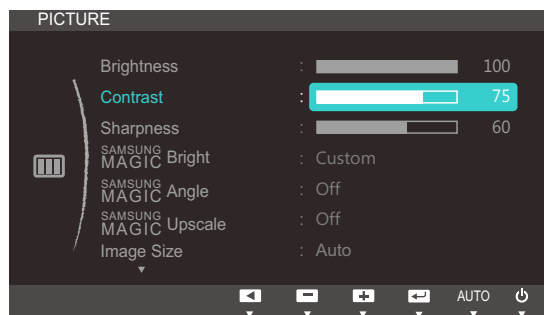 PICTURE
Brightness : 100
Contrast : 75
Sharpness : 60
SAMSUNG MAGIC Bright : Custom
SAMSUNG MAGIC Angle : Off
SAMSUNG MAGIC Upscale : Off
Image Size : Auto
AUTO